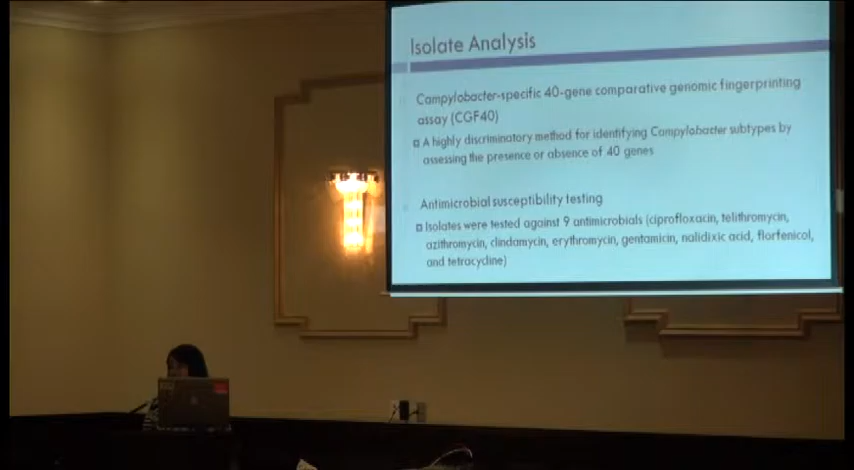 Isolate Analysis
Campylobacter-specific 40-gene comparative genomic fingerprinting
assay (CGF40)
A highly discriminatory method for identifying Campylobacter subtypes by
assessing the presence or absence of 40 genes
Antimicrobial susceptibility testing
Isolates were tested against 9 antimicrobials (ciprofloxacin, telithromycin,
azithromycin, clindamycin, erythromycin, gentamicin, nalidixic acid, florfenicol,
and tetracycline)